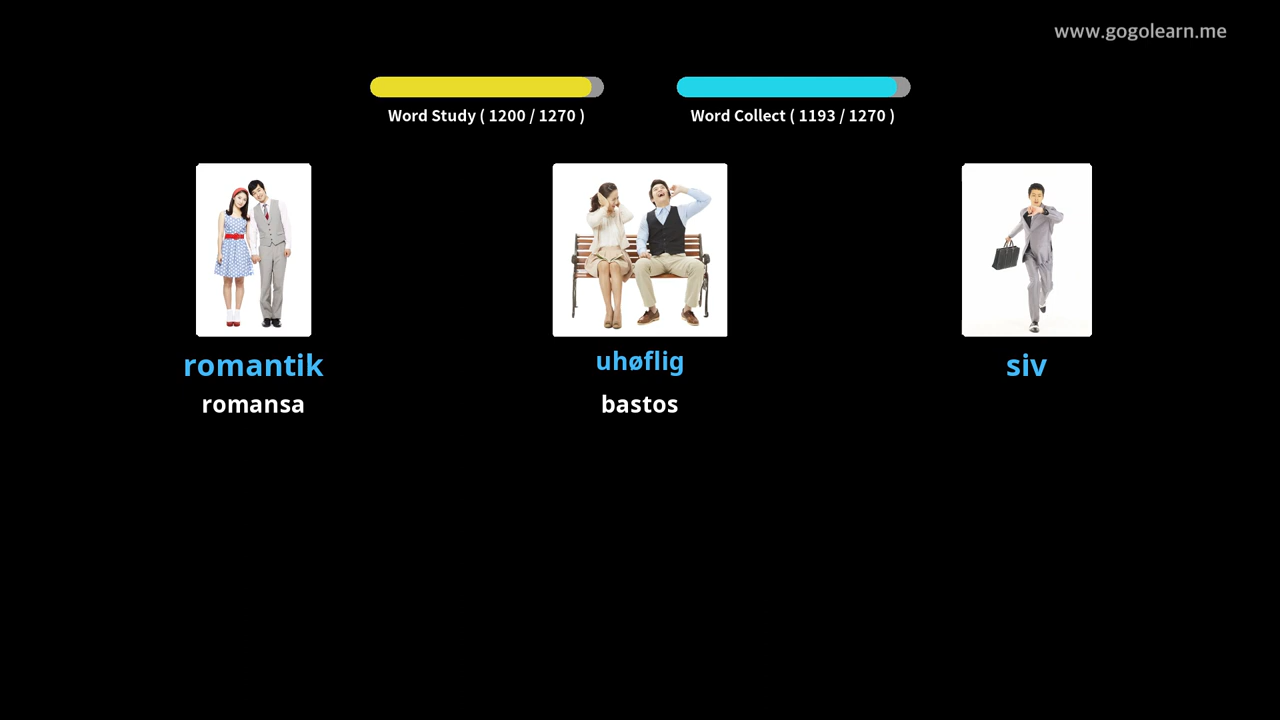 www.gogolearn.me
Word Study ( 1200 / 1270 )
Word Collect ( 1193 / 1270 )
romantik
uhøflig
siv
romansa
bastos